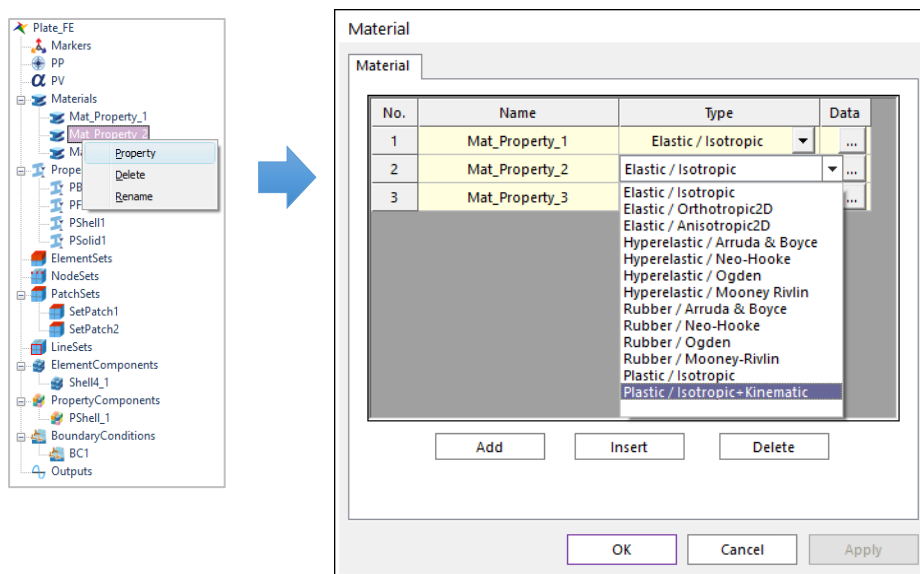 Plate_FE
Markers
PP
α PV
Materials
Mat_Property_1
Mat_Property_2
Ma
Property
Delete
Rename
Prope
PB
PF
PShell1
PSolid1
ElementSets
NodeSets
PatchSets
SetPatch1
SetPatch2
LineSets
ElementComponents
Shell4_1
PropertyComponents
PShell_1
BoundaryConditions
BC1
Outputs
Material
Material
No. Name Type Data
1 Mat_Property_1 Elastic / Isotropic ...
2 Mat_Property_2 Elastic / Isotropic ...
3 Mat_Property_3 ...
Elastic / Isotropic
Elastic / Orthotropic2D
Elastic / Anisotropic2D
Hyperelastic / Arruda & Boyce
Hyperelastic / Neo-Hooke
Hyperelastic / Ogden
Hyperelastic / Mooney Rivlin
Rubber / Arruda & Boyce
Rubber / Neo-Hooke
Rubber / Ogden
Rubber / Mooney-Rivlin
Plastic / Isotropic
Plastic / Isotropic+Kinematic
Add Insert Delete
OK Cancel Apply